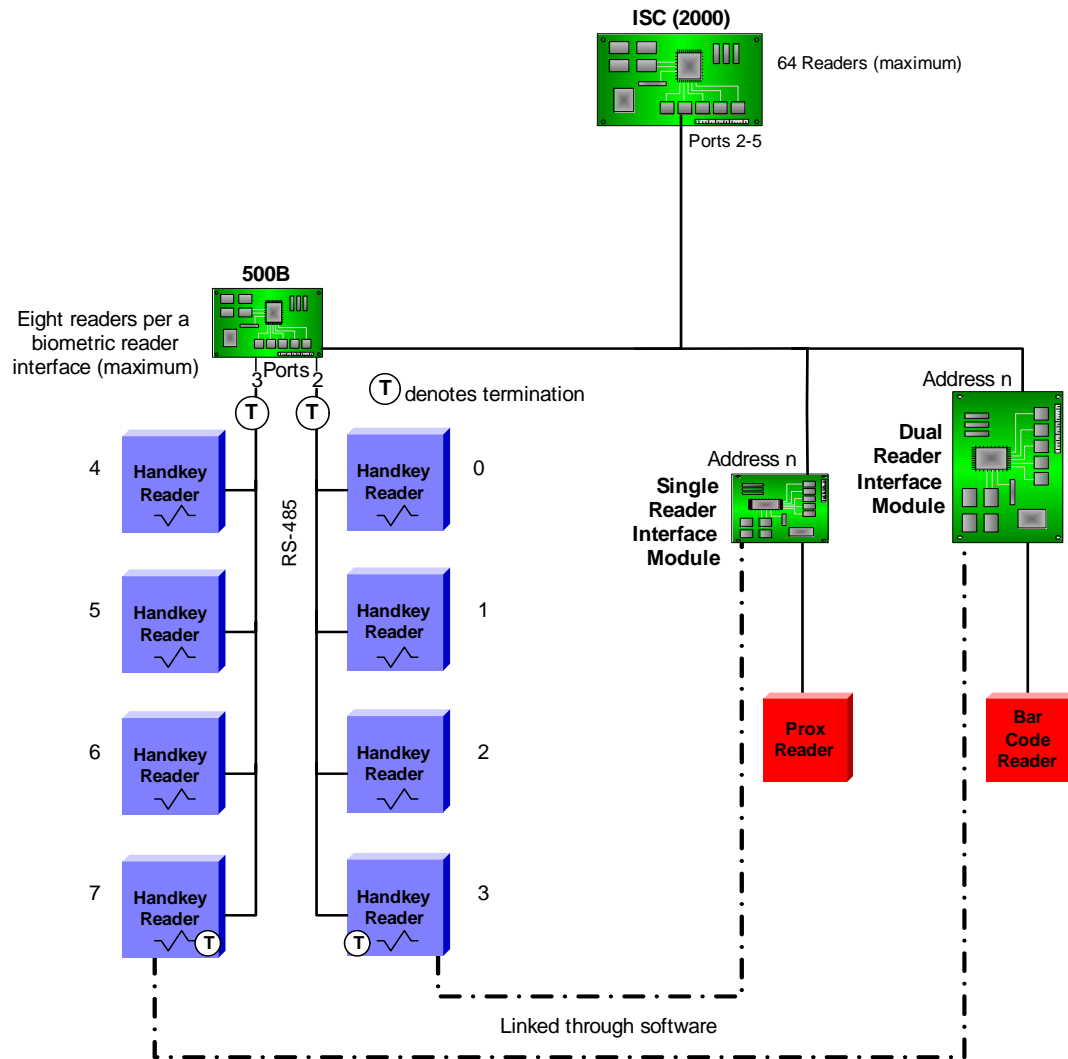 ISC (2000)
64 Readers (maximum)
Ports 2-5
500B
Eight readers per a
biometric reader
interface (maximum)
Ports
3
2
T
T
T denotes termination
RS-485
4
Handkey
Reader
Handkey
Reader
0
5
Handkey
Reader
Handkey
Reader
1
6
Handkey
Reader
Handkey
Reader
2
7
Handkey
Reader
T
Handkey
Reader
T
3
Address n
Single
Reader
Interface
Module
Address n
Dual
Reader
Interface
Module
Prox
Reader
Bar
Code
Reader
Linked through software